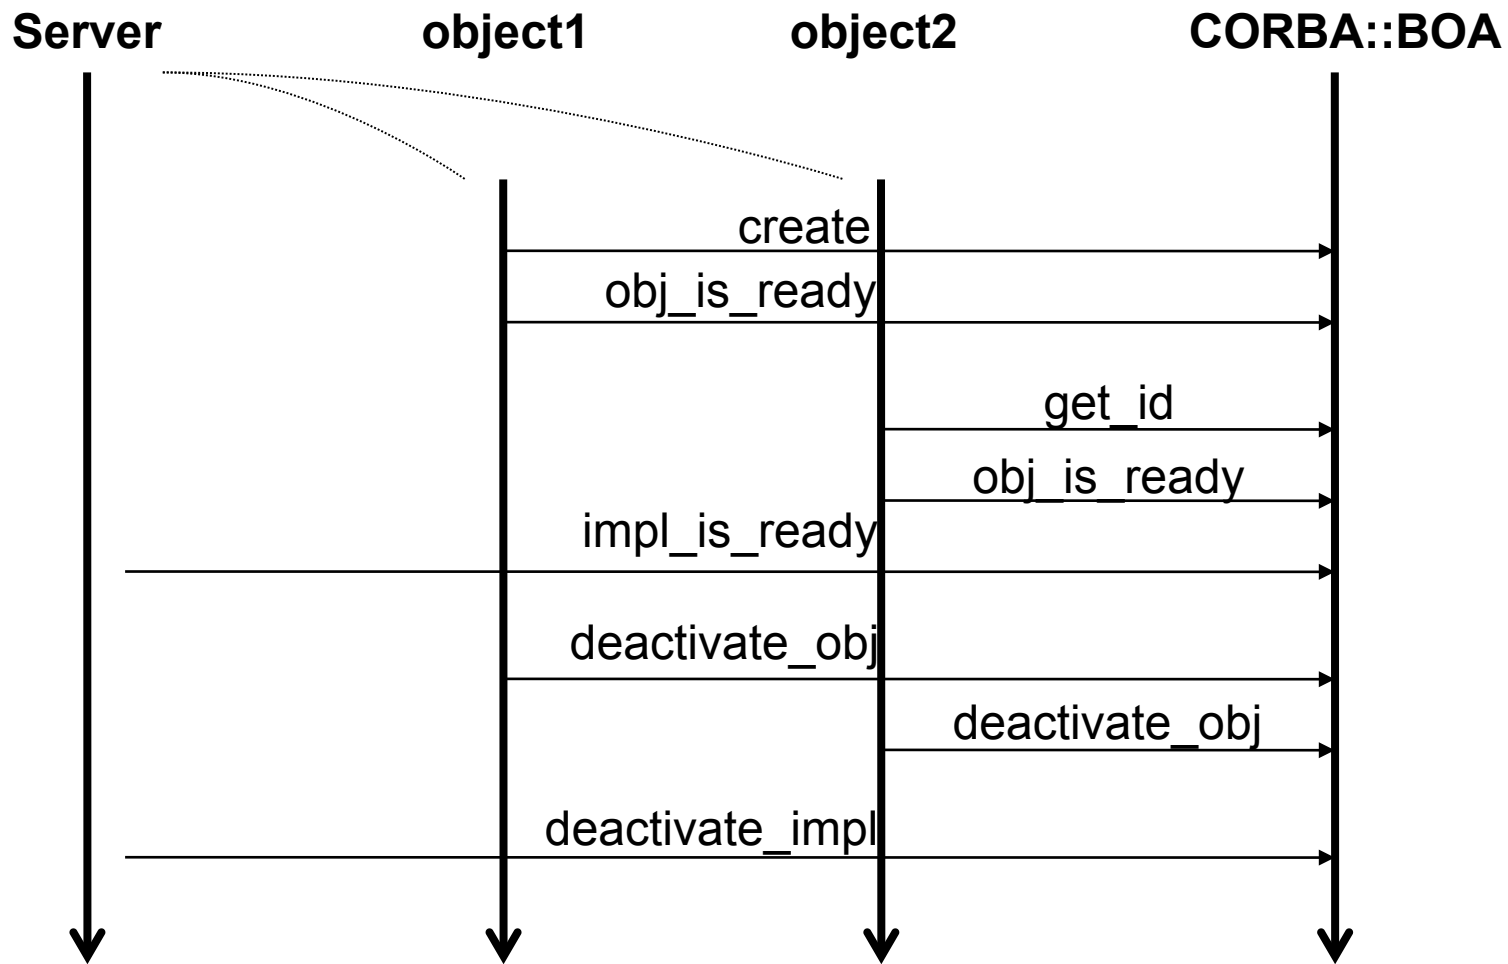 Server object1 object2 CORBA::BOA
create
obj_is_ready
get_id
obj_is_ready
impl_is_ready
deactivate_obj
deactivate_obj
deactivate_impl